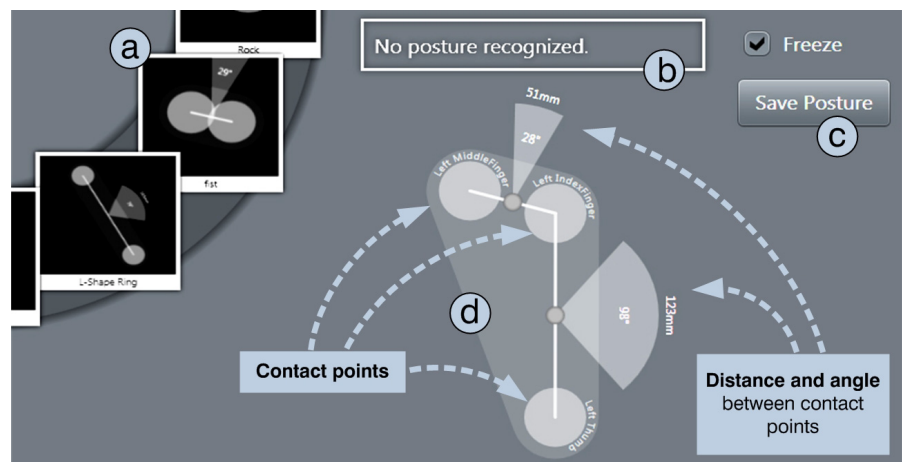 a
Rock
29°
fist
L-Shape Ring
No posture recognized.
b
Freeze
Save Posture
c
51mm
28°
Left MiddleFinger
Left IndexFinger
d
98°
123mm
Left Thumb
Contact points
Distance and angle
between contact
points